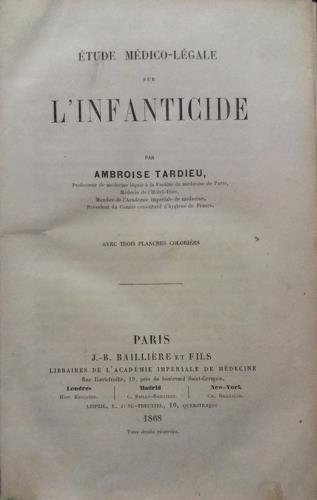 ÉTUDE MÉDICO-LÉGALE
SUR
L'INFANTICIDE
PAR
AMBROISE TARDIEU,
Professeur de médecine légale à la Faculté de médecine de Paris,
Médecin de l'Hôtel-Dieu,
Membre de l'Académie impériale de médecine,
Président du Comité consultatif d'hygiène de France.
AVEC TROIS PLANCHES COLORIÉES
PARIS
J.-B. BAILLIÈRE ET FILS
LIBRAIRES DE L'ACADÉMIE IMPÉRIALE DE MÉDECINE
Rue Hautefeuille, 19, près du boulevard Saint-Germain,
Londres Madrid New-York
HIPP. BAILLIÈRE. C. BAILLY-BAILLIÈRE. CH. BAILLIÈRE.
LEIPZIG, JUNG-TREUTTEL, 10, QUERSTRASSE
1868
Tous droits réservés.